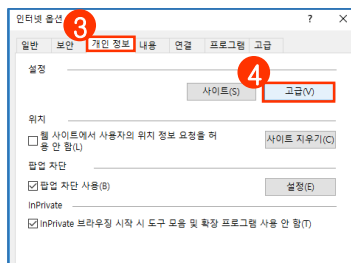 인터넷 옵션
? ×
3
일반 보안 개인 정보 내용 연결 프로그램 고급
설정
4
사이트(S) 고급(V)
위치
웹 사이트에서 사용자의 위치 정보 요청을 허
용 안 함(L)
사이트 지우기(C)
팝업 차단
팝업 차단 사용(B) 설정(E)
InPrivate
InPrivate 브라우징 시작 시 도구 모음 및 확장 프로그램 사용 안 함(T)